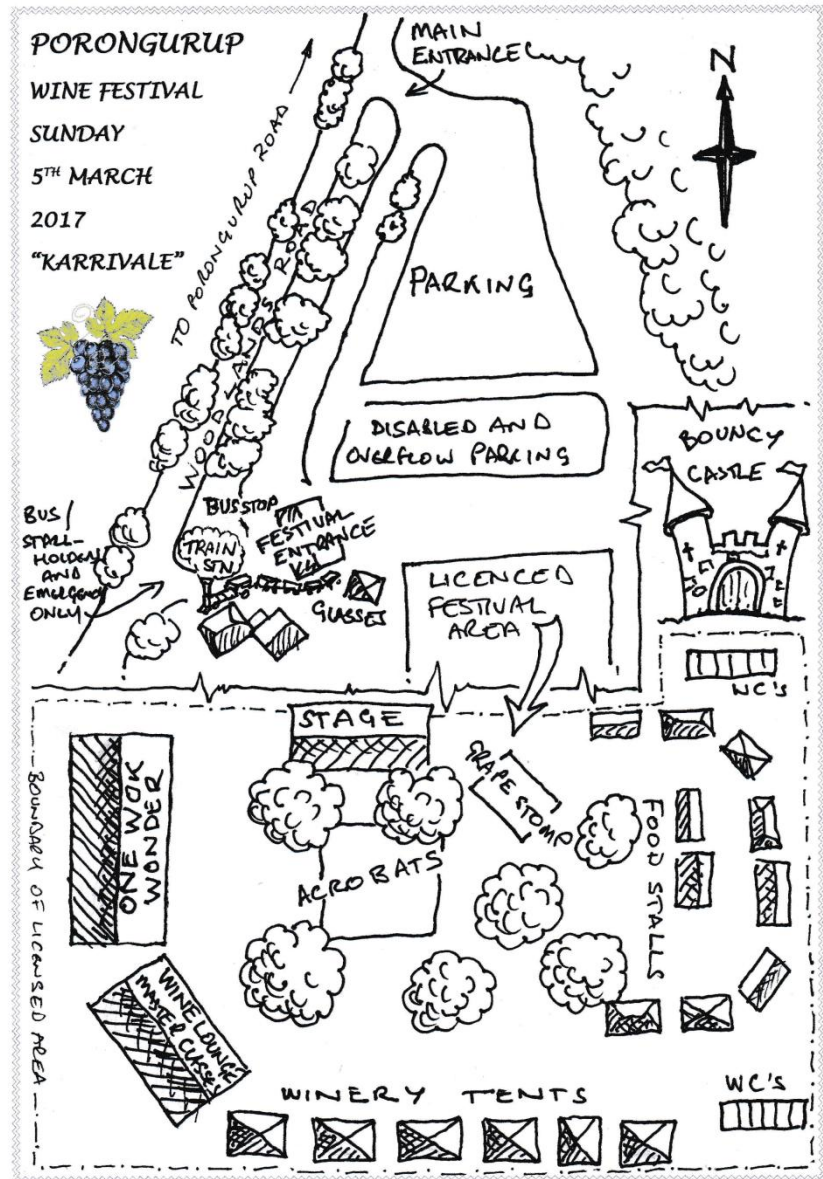 PORONGURUP
WINE FESTIVAL
SUNDAY
5TH MARCH
2017
"KARRIVALE"
MAIN
ENTRANCE
N
TO PORONGURUP ROAD
WOODLANDS ROAD
PARKING
DISABLED AND
OVERFLOW PARKING
BOUNCY
CASTLE
BUS/
STALL-
HOLDER
AND
EMERGENCY
ONLY
BUS STOP
TRAIN
STN
FESTIVAL
ENTRANCE
GLASSES
LICENCED
FESTIVAL
AREA
WC'S
STAGE
GRAPE STOMP
ONE WOK
WONDER
ACROBATS
FOOD STALLS
BOUNDARY OF LICENSED AREA
WINE LOUNGE
MASTER CLASSES
WINERY TENTS
WC'S